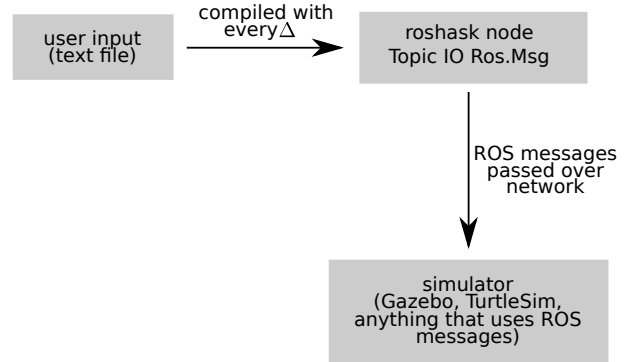 user input
(text file)
compiled with
every∆
roshask node
Topic IO Ros.Msg
ROS messages
passed over
network
simulator
(Gazebo, TurtleSim,
anything that uses ROS
messages)